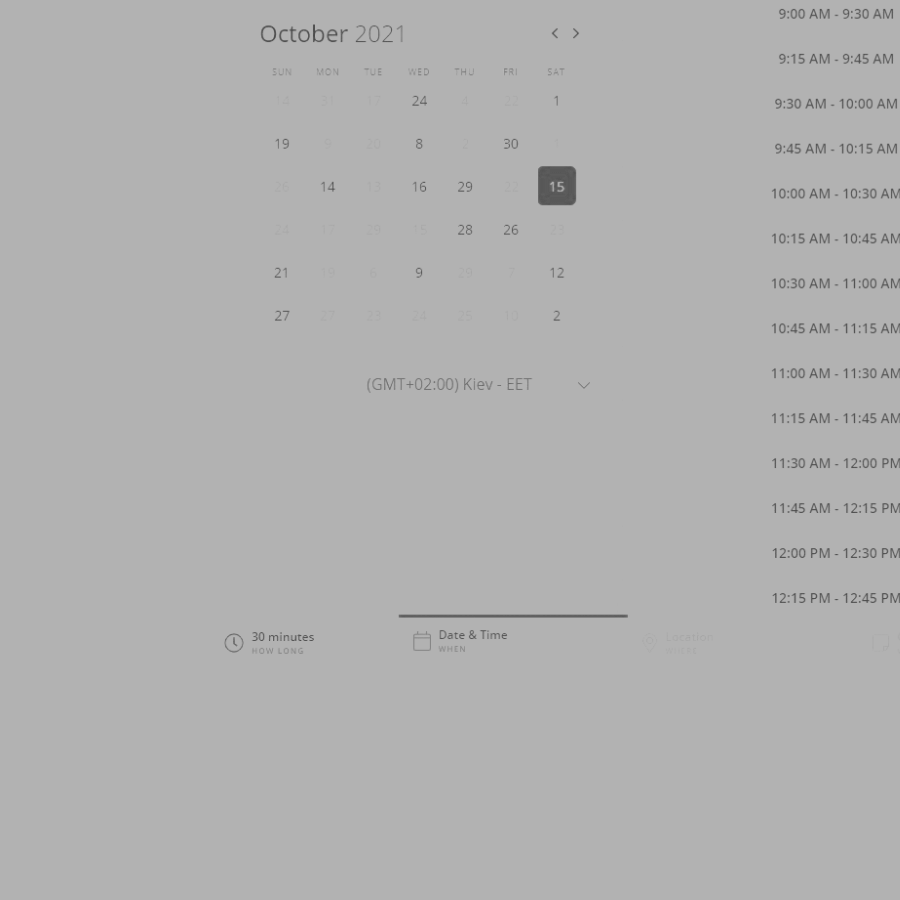 October 2021
SUN MON TUE WED THU FRI SAT
14 31 17 24 4 22 1
19 9 20 8 2 30
26 14 13 16 29 22 15
24 17 29 18 28 26 23
21 19 6 9 29 7 12
27 27 23 24 25 10 2
(GMT+02:00) Kiev - EET
9:00 AM - 9:30 AM
9:15 AM - 9:45 AM
9:30 AM - 10:00 AM
9:45 AM - 10:15 AM
10:00 AM - 10:30 AM
10:15 AM - 10:45 AM
10:30 AM - 11:00 AM
10:45 AM - 11:15 AM
11:00 AM - 11:30 AM
11:15 AM - 11:45 AM
11:30 AM - 12:00 PM
11:45 AM - 12:15 PM
12:00 PM - 12:30 PM
12:15 PM - 12:45 PM
30 minutes
HOW LONG
Date & Time
WHEN
Location